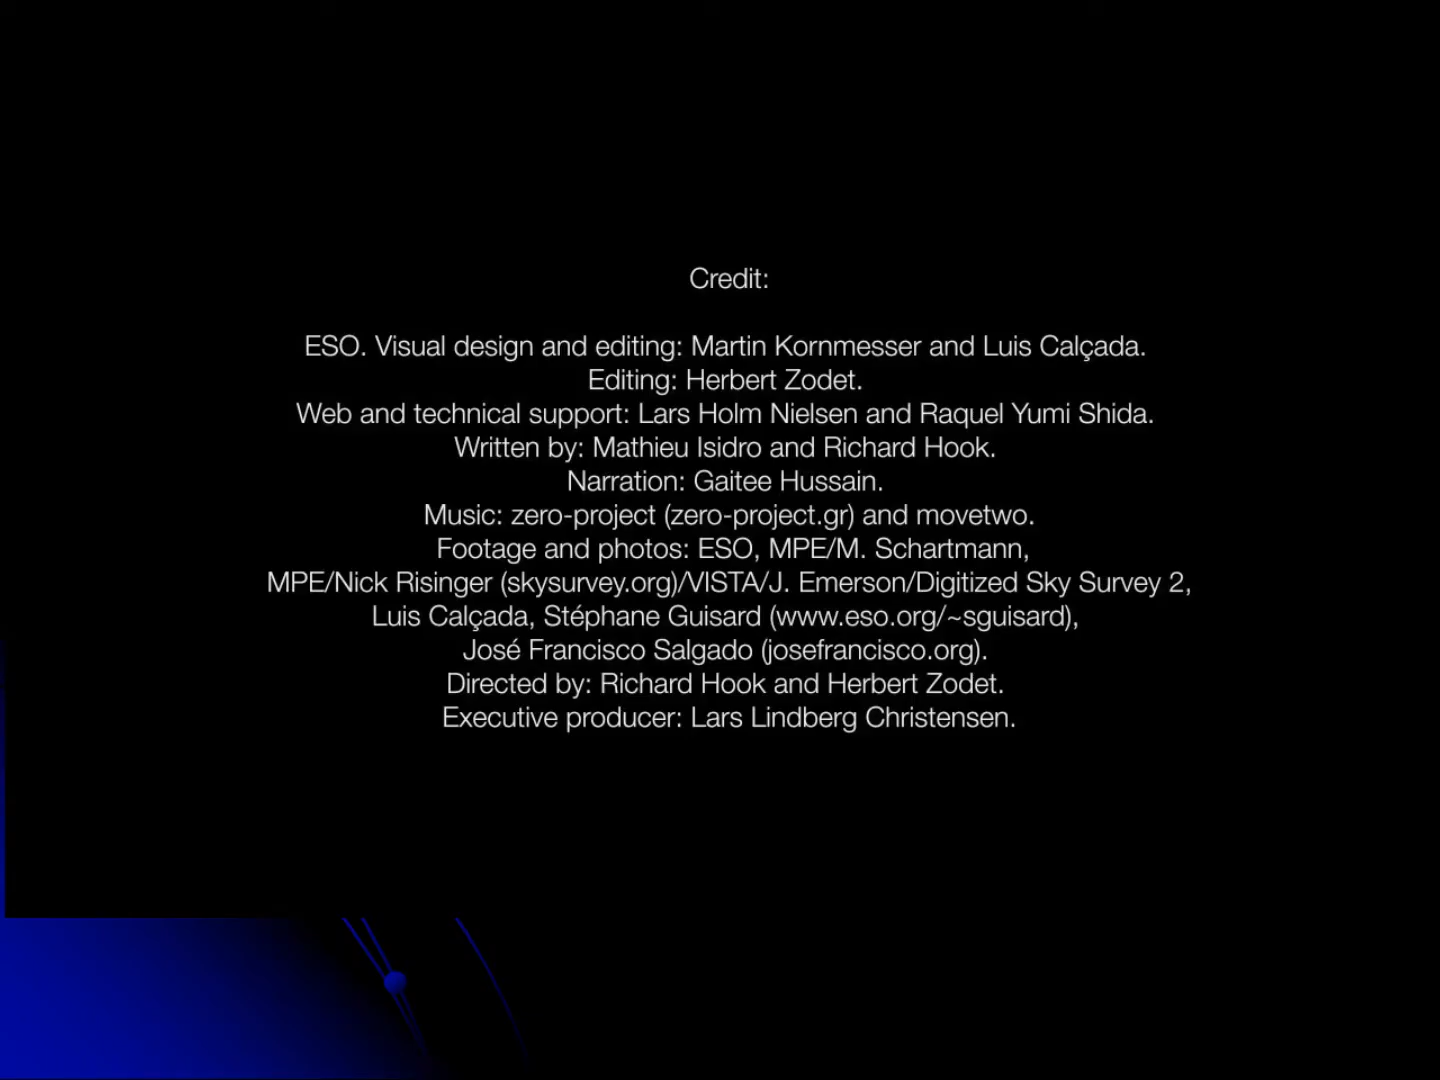 Credit:
ESO. Visual design and editing: Martin Kornmesser and Luis Calçada.
Editing: Herbert Zodet.
Web and technical support: Lars Holm Nielsen and Raquel Yumi Shida.
Written by: Mathieu Isidro and Richard Hook.
Narration: Gaitee Hussain.
Music: zero-project (zero-project.gr) and movetwo.
Footage and photos: ESO, MPE/M. Schartmann,
MPE/Nick Risinger (skysurvey.org)/VISTA/J. Emerson/Digitized Sky Survey 2,
Luis Calçada, Stéphane Guisard (www.eso.org/~sguisard),
José Francisco Salgado (josefrancisco.org).
Directed by: Richard Hook and Herbert Zodet.
Executive producer: Lars Lindberg Christensen.